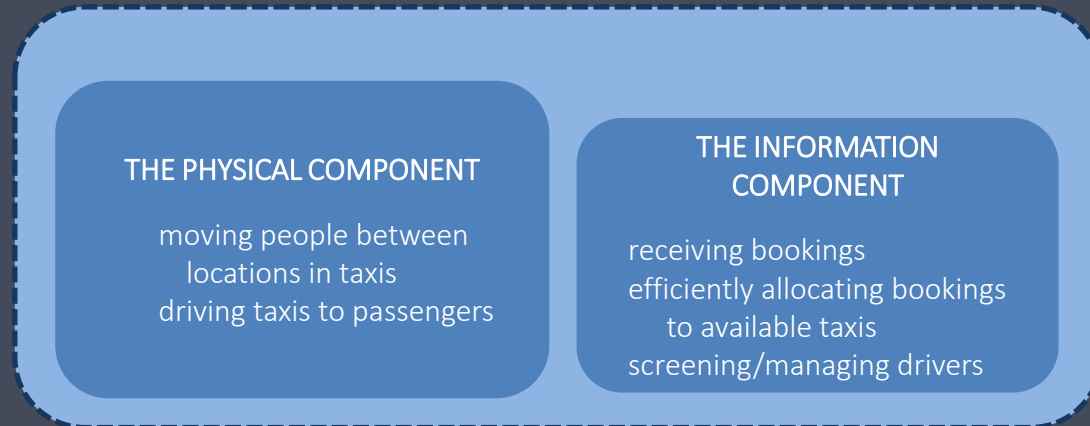 THE PHYSICAL COMPONENT
moving people between
locations in taxis
driving taxis to passengers
THE INFORMATION
COMPONENT
receiving bookings
efficiently allocating bookings
to available taxis
screening/managing drivers